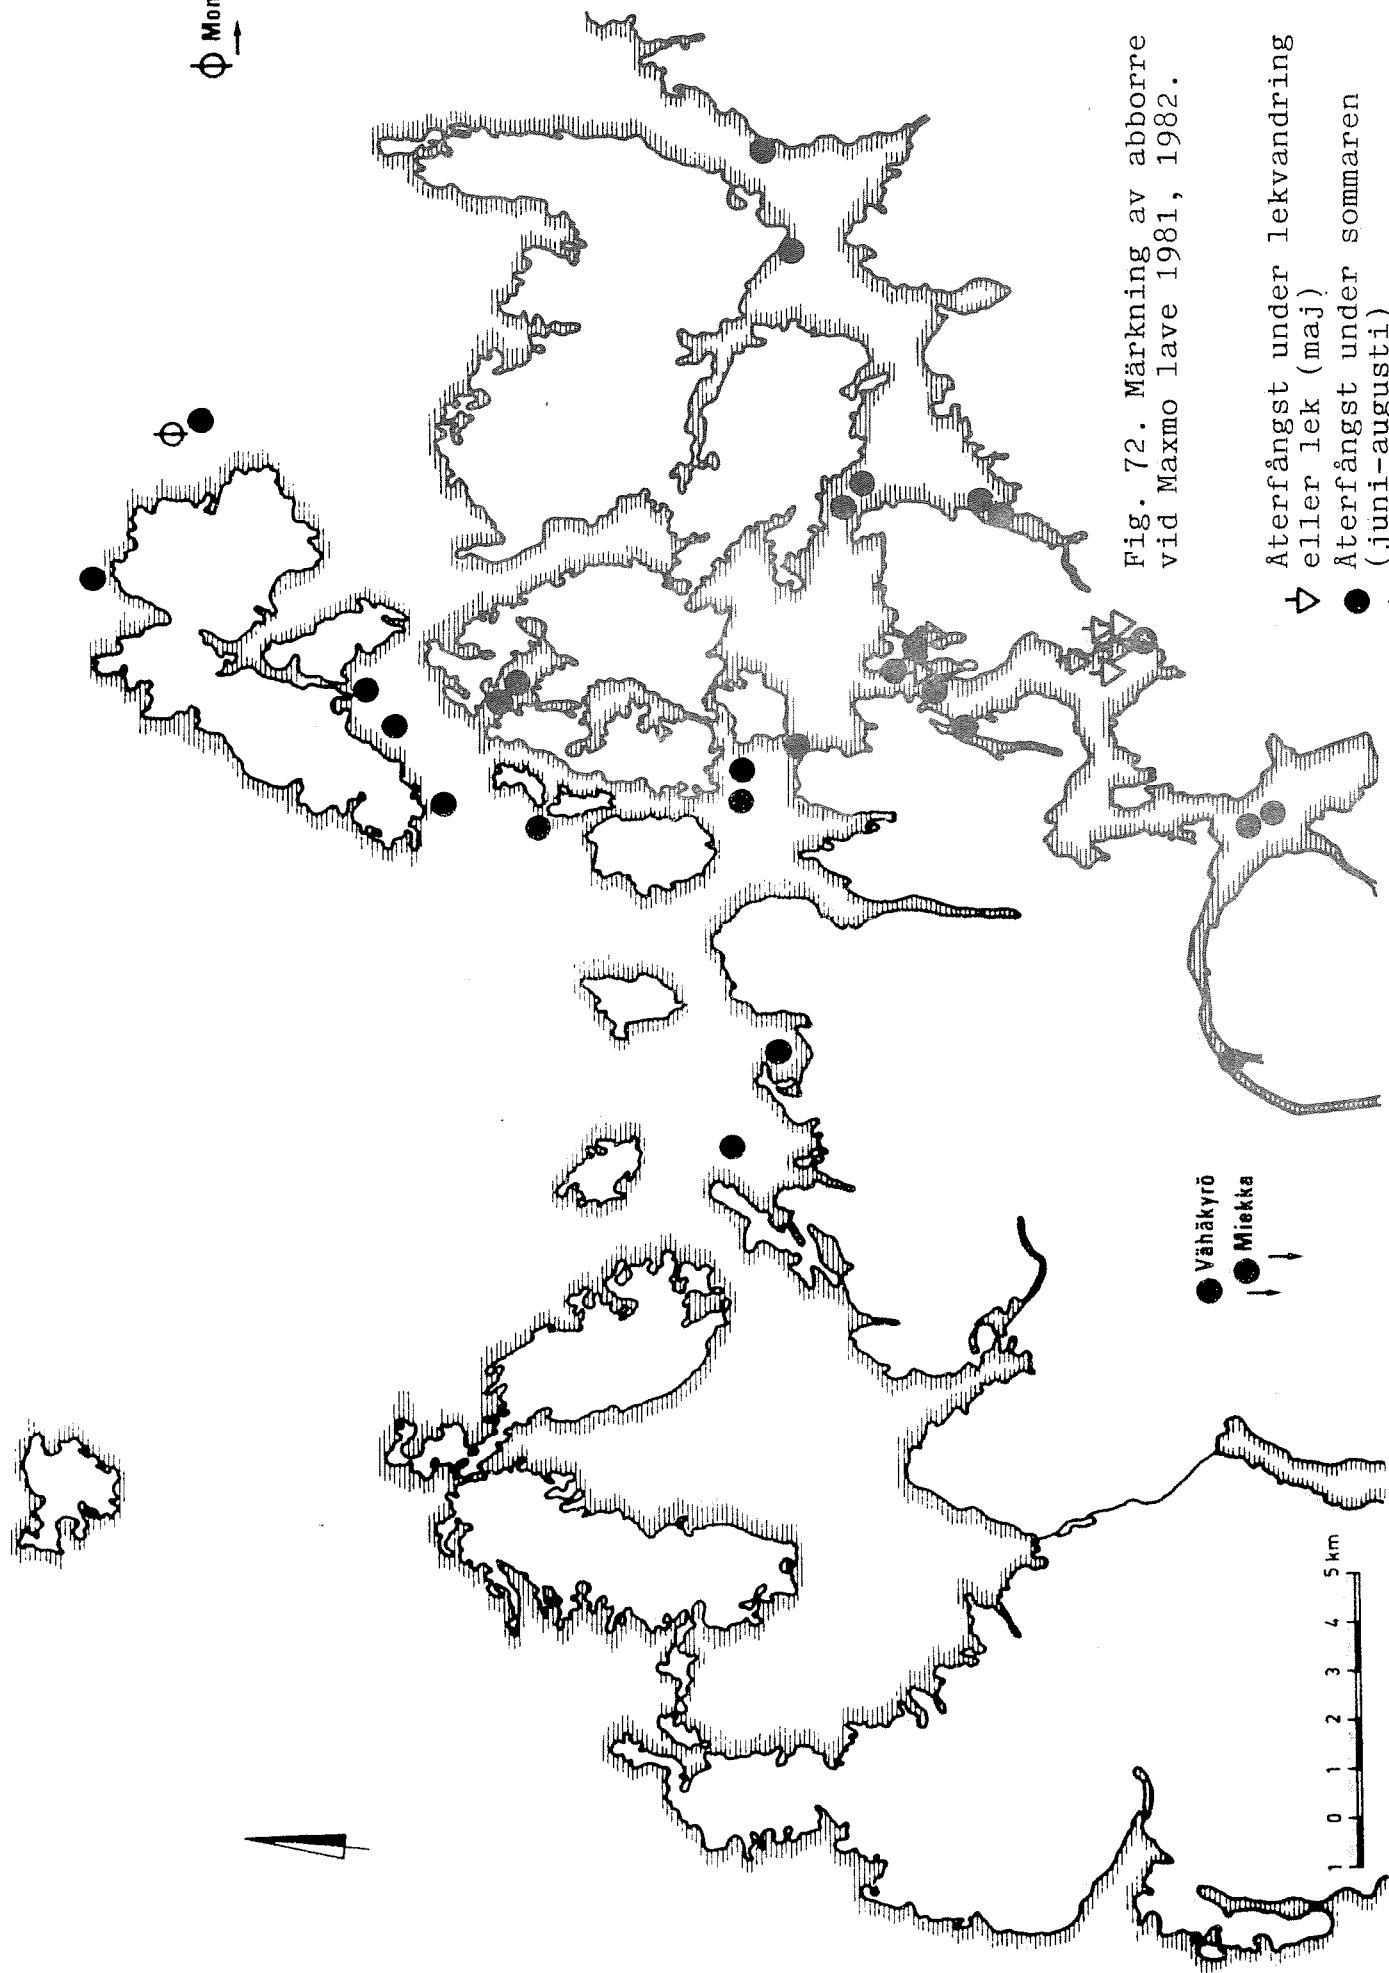 Φ Mon
Fig. 72. Märkning av abborre
vid Maxmo lave 1981, 1982.
Återfångst under lekvandring
eller lek (maj)
Återfångst under sommaren
(juni-augusti)
Vähäkyrö
Miekka
1 0 1 2 3 4 5 km